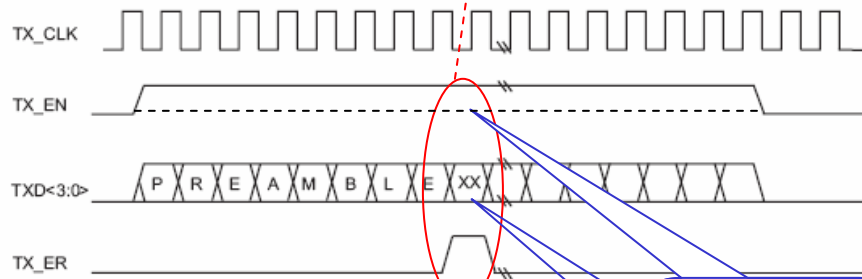 TX_CLK
TX_EN
TXD<3:0> P R E A M B L E XX
TX_ER